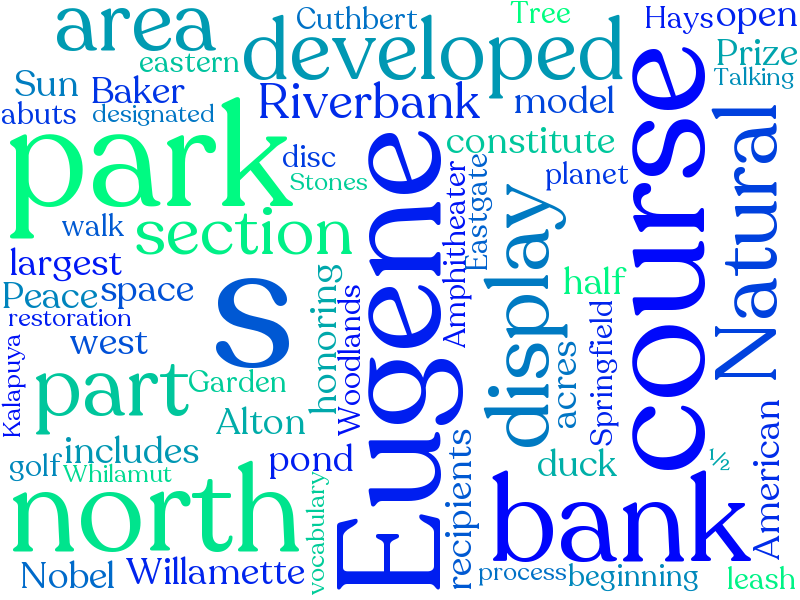 area
Cuthbert
Tree
Hays
open
eastern
developed
Prize
Sun
Baker
Riverbank
model
Talking
abuts
designated
park
disc
constitute
Stones
planet
Natural
walk
section
Eugene
Amphitheater
Eastgate
display
course
largest
Peace
space
half
restoration
s
honoring
Woodlands
west
Kalapuya
part
Garden
acres
Springfield
Alton
includes
golf
Whilamut
pond
duck
½
American
north
vocabulary
recipients
bank
Nobel
Willamette
process
beginning
leash